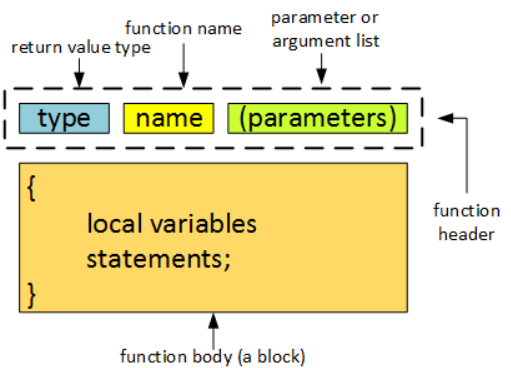 function name
parameter or
argument list
return value type
type name (parameters)
{
local variables
statements;
}
function
header
function body (a block)